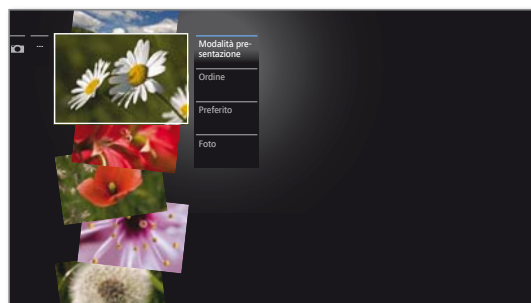 ...
Modalità pre-
sentazione
Ordine
Preferito
Foto